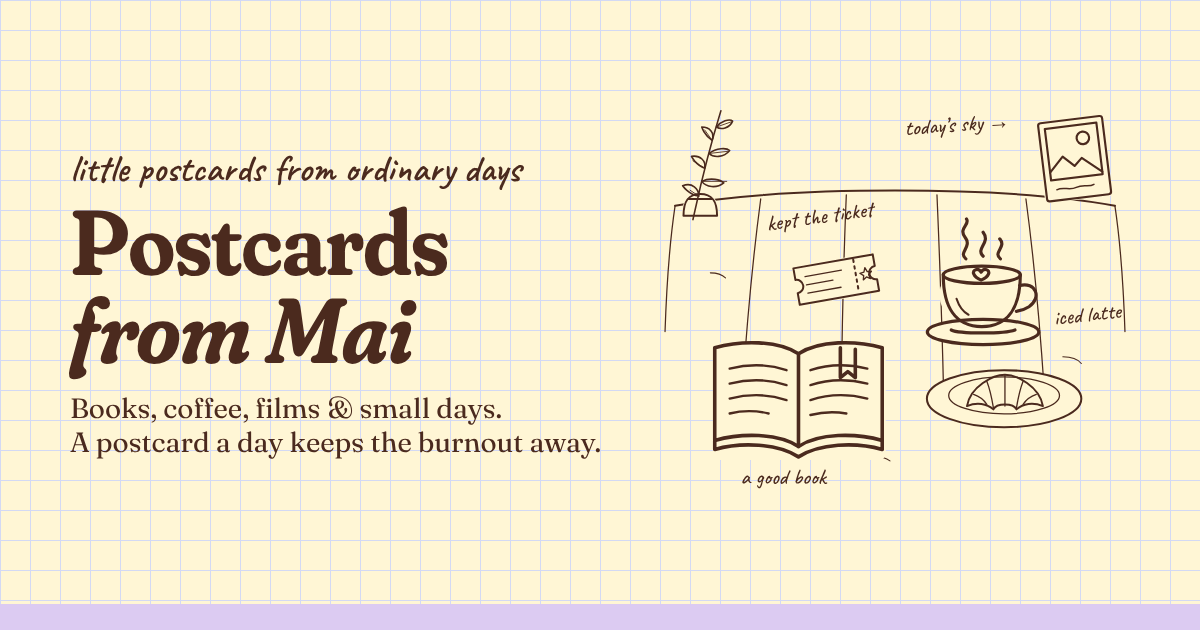 little postcards from ordinary days
Postcards
from Mai
Books, coffee, films & small days.
A postcard a day keeps the burnout away.
today's sky →
kept the ticket
iced latte
a good book